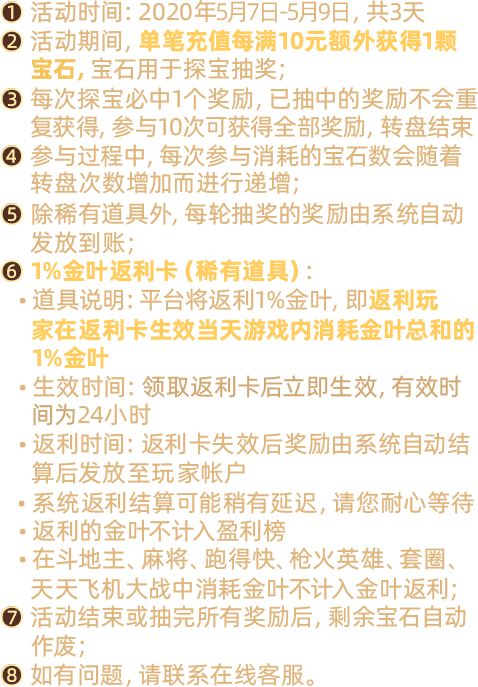 1 活动时间: 2020年5月7日-5月9日, 共3天
2 活动期间, 单笔充值每满10元额外获得1颗
宝石, 宝石用于探宝抽奖;
3 每次探宝必中1个奖励, 已抽中的奖励不会重
复获得, 参与10次可获得全部奖励, 转盘结束
4 参与过程中, 每次参与消耗的宝石数会随着
转盘次数增加而进行递增;
5 除稀有道具外, 每轮抽奖的奖励由系统自动
发放到账;
6 1%金叶返利卡 (稀有道具) :
• 道具说明: 平台将返利1%金叶, 即返利玩
家在返利卡生效当天游戏内消耗金叶总和的
1%金叶
• 生效时间: 领取返利卡后立即生效, 有效时
间为24小时
• 返利时间: 返利卡失效后奖励由系统自动结
算后发放至玩家帐户
• 系统返利结算可能稍有延迟, 请您耐心等待
• 返利的金叶不计入盈利榜
• 在斗地主、麻将、跑得快、枪火英雄、套圈、
天天飞机大战中消耗金叶不计入金叶返利;
7 活动结束或抽完所有奖励后, 剩余宝石自动
作废;
8 如有问题, 请联系在线客服。